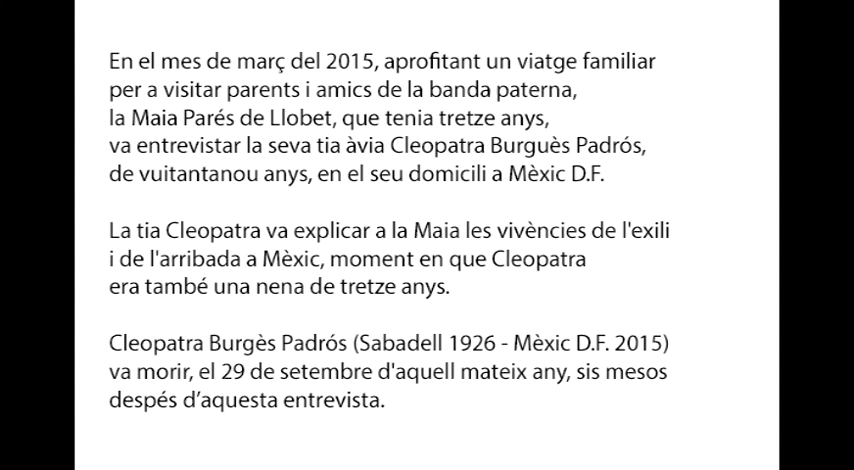 En el mes de març del 2015, aprofitant un viatge familiar
per a visitar parents i amics de la banda paterna,
la Maia Parés de Llobet, que tenia tretze anys,
va entrevistar la seva tia àvia Cleopatra Burguès Padrós,
de vuitantanou anys, en el seu domicili a Mèxic D.F.
La tia Cleopatra va explicar a la Maia les vivències de l'exili
i de l'arribada a Mèxic, moment en que Cleopatra
era també una nena de tretze anys.
Cleopatra Burgès Padrós (Sabadell 1926 - Mèxic D.F. 2015)
va morir, el 29 de setembre d'aquell mateix any, sis mesos
despés d’aquesta entrevista.